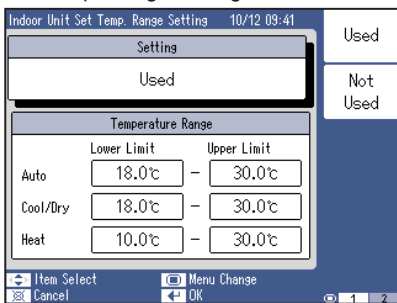 Indoor Unit Set Temp. Range Setting 10/12 09:41
Setting
Used
Used
Not
Used
Temperature Range
Lower Limit Upper Limit
Auto 18.0℃ - 30.0℃
Cool/Dry 18.0℃ - 30.0℃
Heat 10.0℃ - 30.0℃
Item Select Menu Change
Cancel OK
1 2